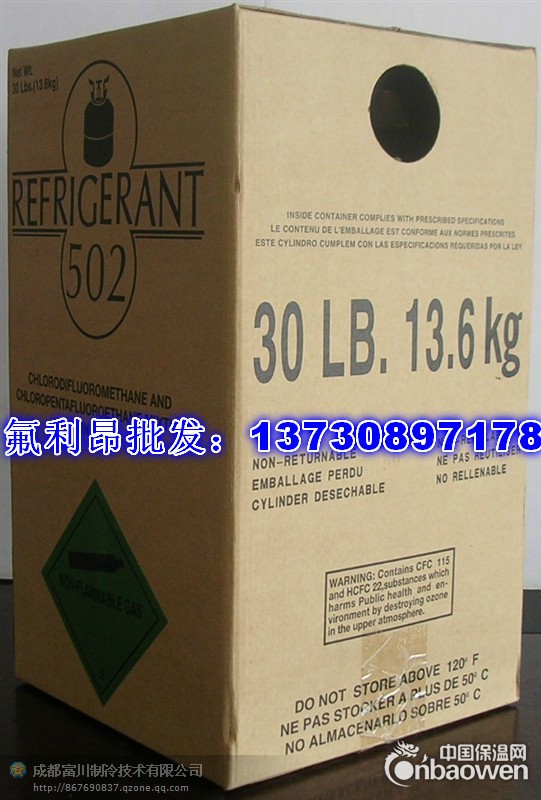 Net Wt.
30 Lbs.(13.6kg)
REFRIGERANT
502
CHLORODIFLUOROMETHANE AND
CHLOROPENTAFLUOROETHANE
NON-FLAMMABLE GAS
INSIDE CONTAINER COMPLIES WITH PRESCRIBED SPECIFICATIONS
LE CONTENU DE L'EMBALLAGE EST CONFORME AUX NORMES PRESCRITES
ESTE CYLINDRO CUMPLEM CON LAS ESPECIFICACIONES REQUERIDAS POR LA LEY
30 LB. 13.6 kg
氟利昂批发：13730897178
NON-RETURNABLE
EMBALLAGE PERDU
CYLINDER DESECHABLE
NE PAS REUTILISER
NO RELLENABLE
WARNING: Contains CFC 115
and HCFC 22,substances which
harms Public health and en-
vironment by destroying ozone
in the upper atmosphere.
DO NOT STORE ABOVE 120° F
NE PAS STOCKER A PLUS DE 50° C
NO ALMACENARLO SOBRE 50° C
成都富川制冷技术有限公司
http://867690837.qzone.qq.com
中国保温网
Cnbaowen